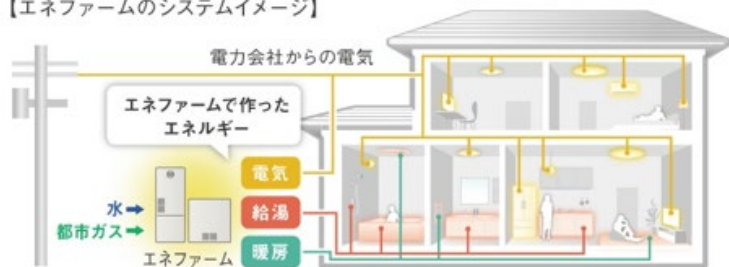 【エネファームのシステムイメージ】
電力会社からの電気
エネファームで作った
エネルギー
電気
水
給湯
都市ガス
エネファーム
暖房